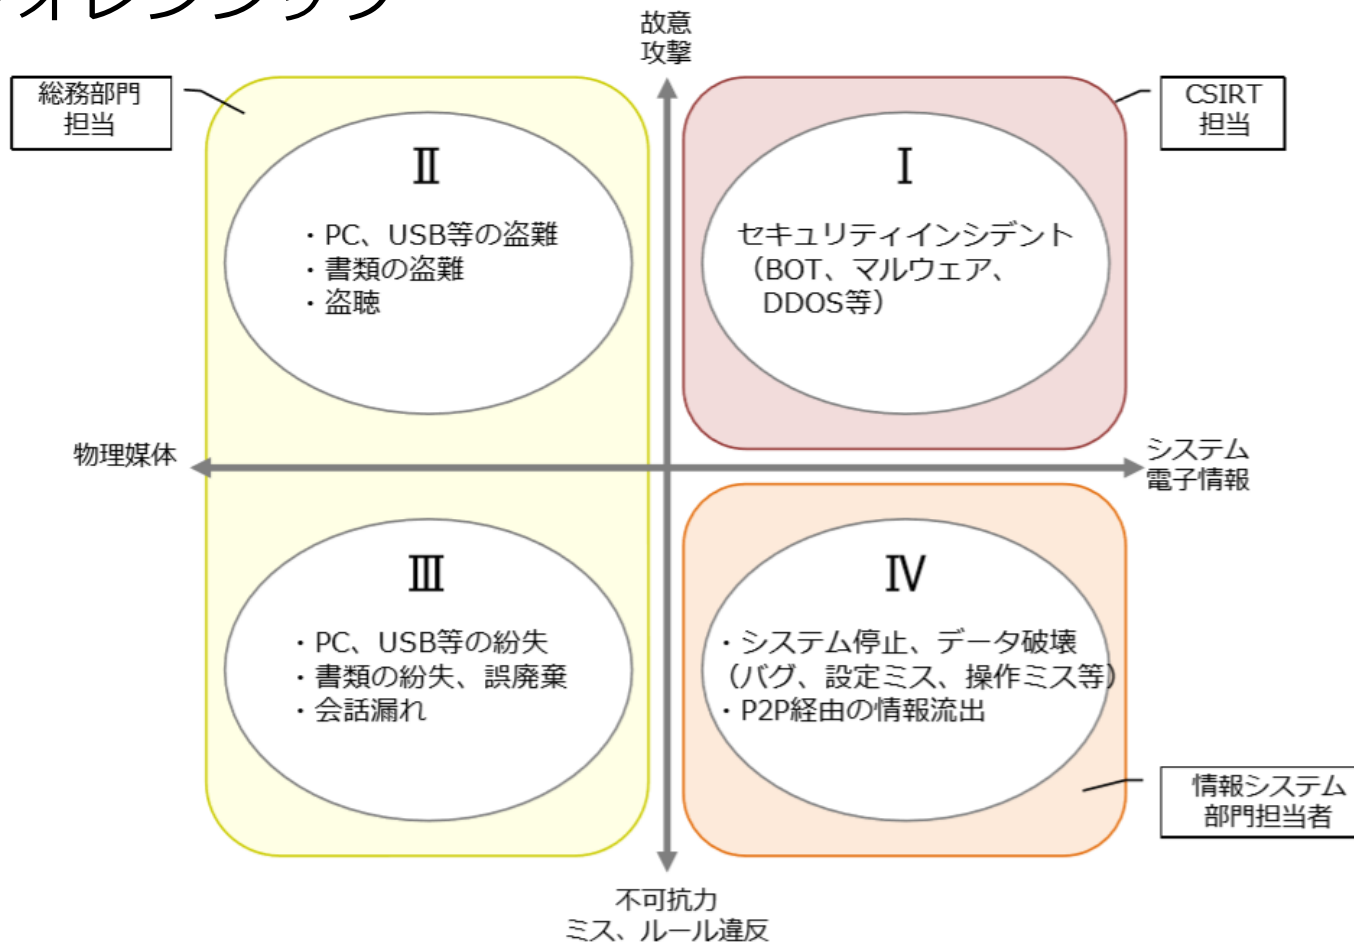 故意
攻撃
総務部門
担当
CSIRT
担当
Ⅱ
・PC、USB等の盗難
・書類の盗難
・盗聴
Ⅰ
セキュリティインシデント
（BOT、マルウェア、
DDOS等）
物理媒体
システム
電子情報
Ⅲ
・PC、USB等の紛失
・書類の紛失、誤廃棄
・会話漏れ
Ⅳ
・システム停止、データ破壊
（バグ、設定ミス、操作ミス等）
・P2P経由の情報流出
情報システム
部門担当者
不可抗力
ミス、ルール違反